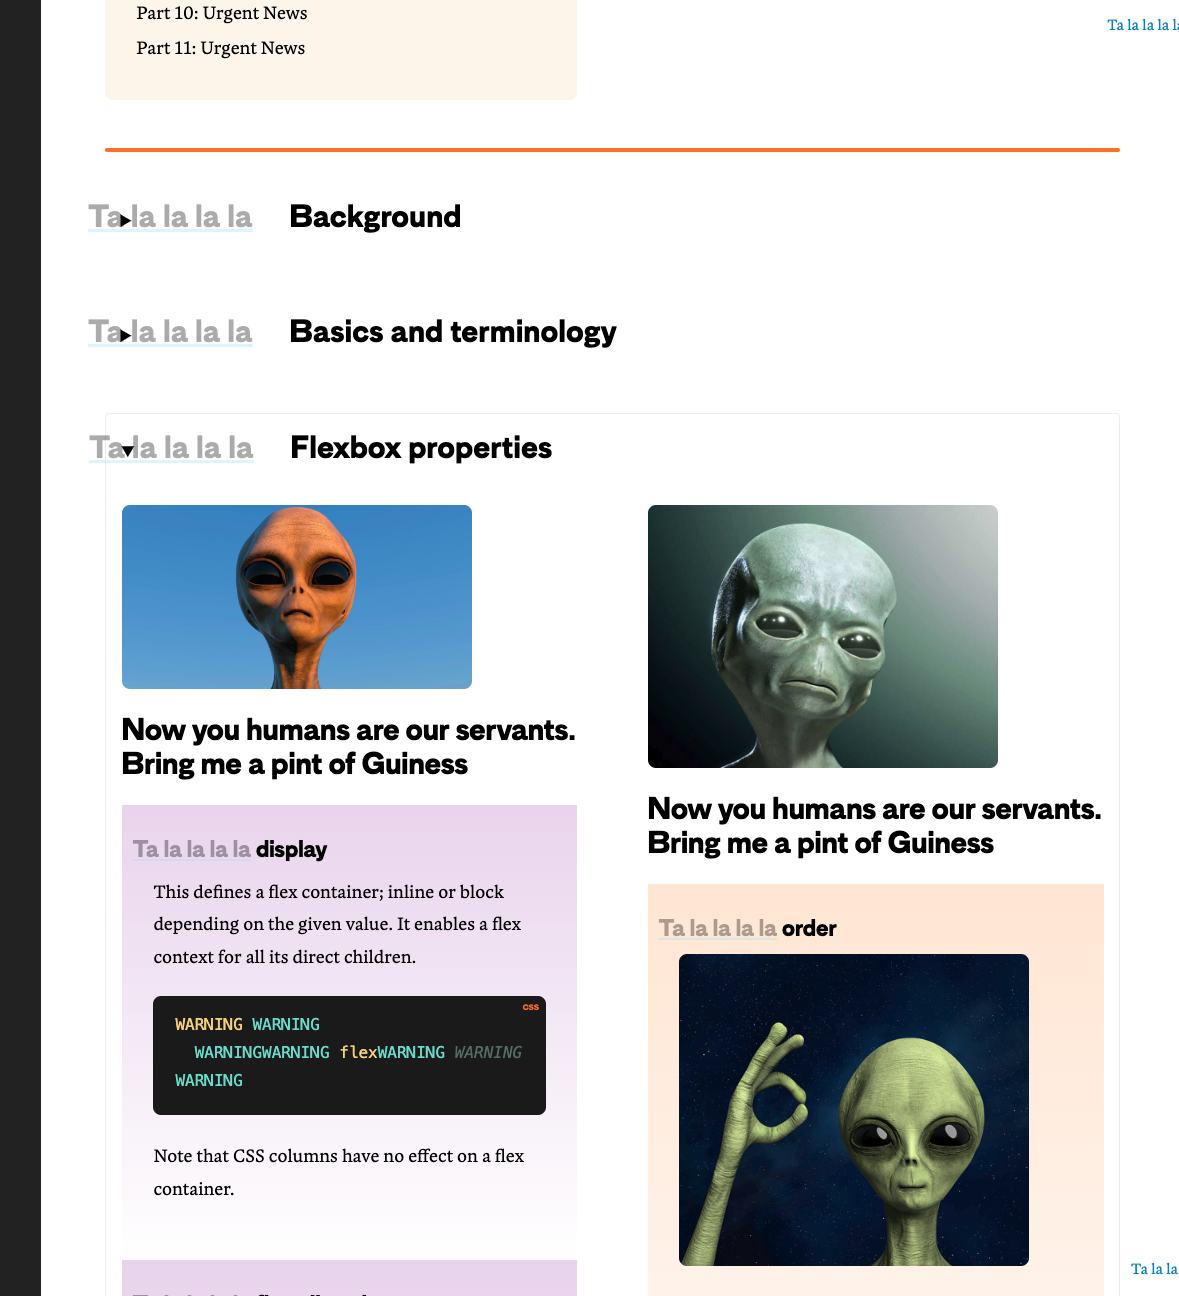 Part 10: Urgent News
Ta la la la
Part 11: Urgent News
Ta la la la la Background
Ta la la la la Basics and terminology
Ta la la la la Flexbox properties
Now you humans are our servants.
Bring me a pint of Guiness
Ta la la la la display
This defines a flex container; inline or block
depending on the given value. It enables a flex
context for all its direct children.
css
WARNING WARNING
WARNINGWARNING flexWARNING WARNING
WARNING
Note that CSS columns have no effect on a flex
container.
Now you humans are our servants.
Bring me a pint of Guiness
Ta la la la la order
Ta la la